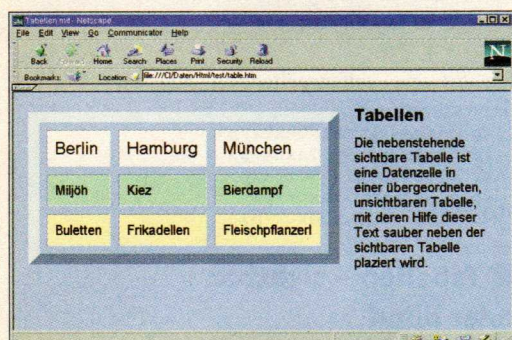 Tabellen mit - Netscape
File Edit View Go Communicator Help
Back Forward Home Search Places Print Security Reload
Bookmarks Location file:///C|/Daten/Html/test/table.htm
N
Berlin Hamburg München
Miljöh Kiez Bierdampf
Buletten Frikadellen Fleischpflanzerl
Tabellen
Die nebenstehende
sichtbare Tabelle ist
eine Datenzelle in
einer übergeordneten,
unsichtbaren Tabelle,
mit deren Hilfe dieser
Text sauber neben der
sichtbaren Tabelle
plaziert wird.